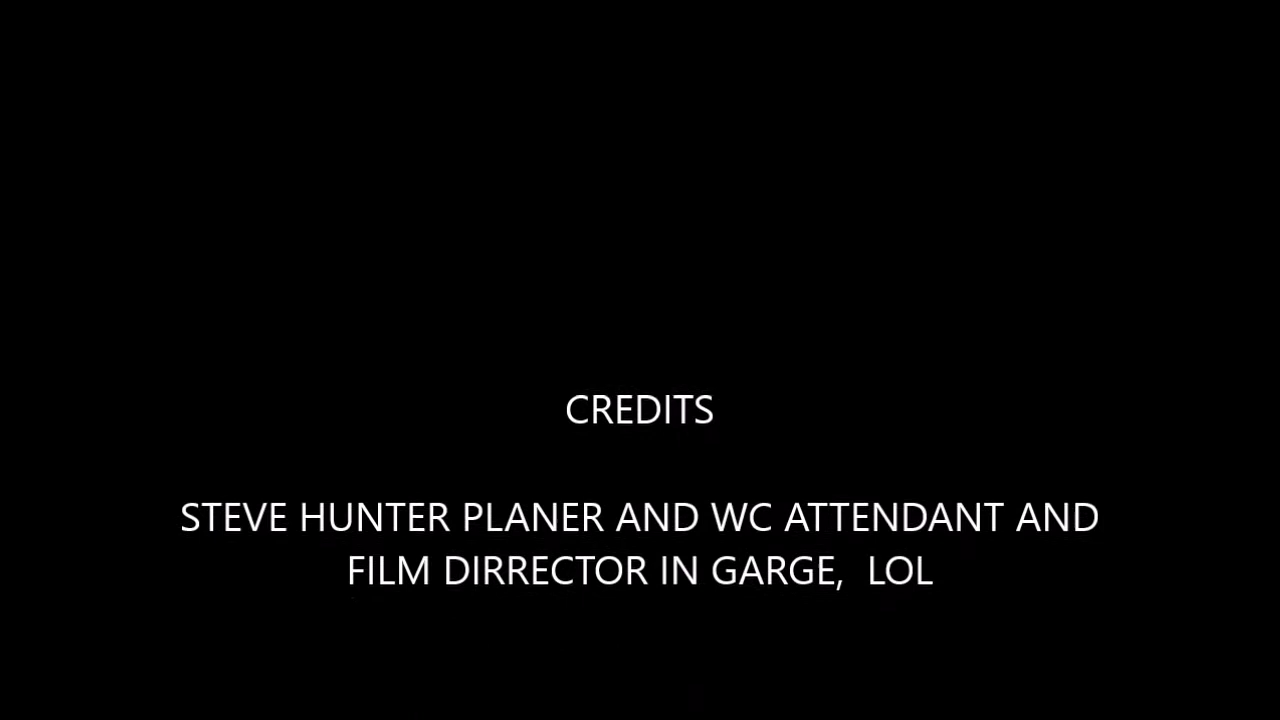 CREDITS
STEVE HUNTER PLANER AND WC ATTENDANT AND
FILM DIRRECTOR IN GARGE,  LOL